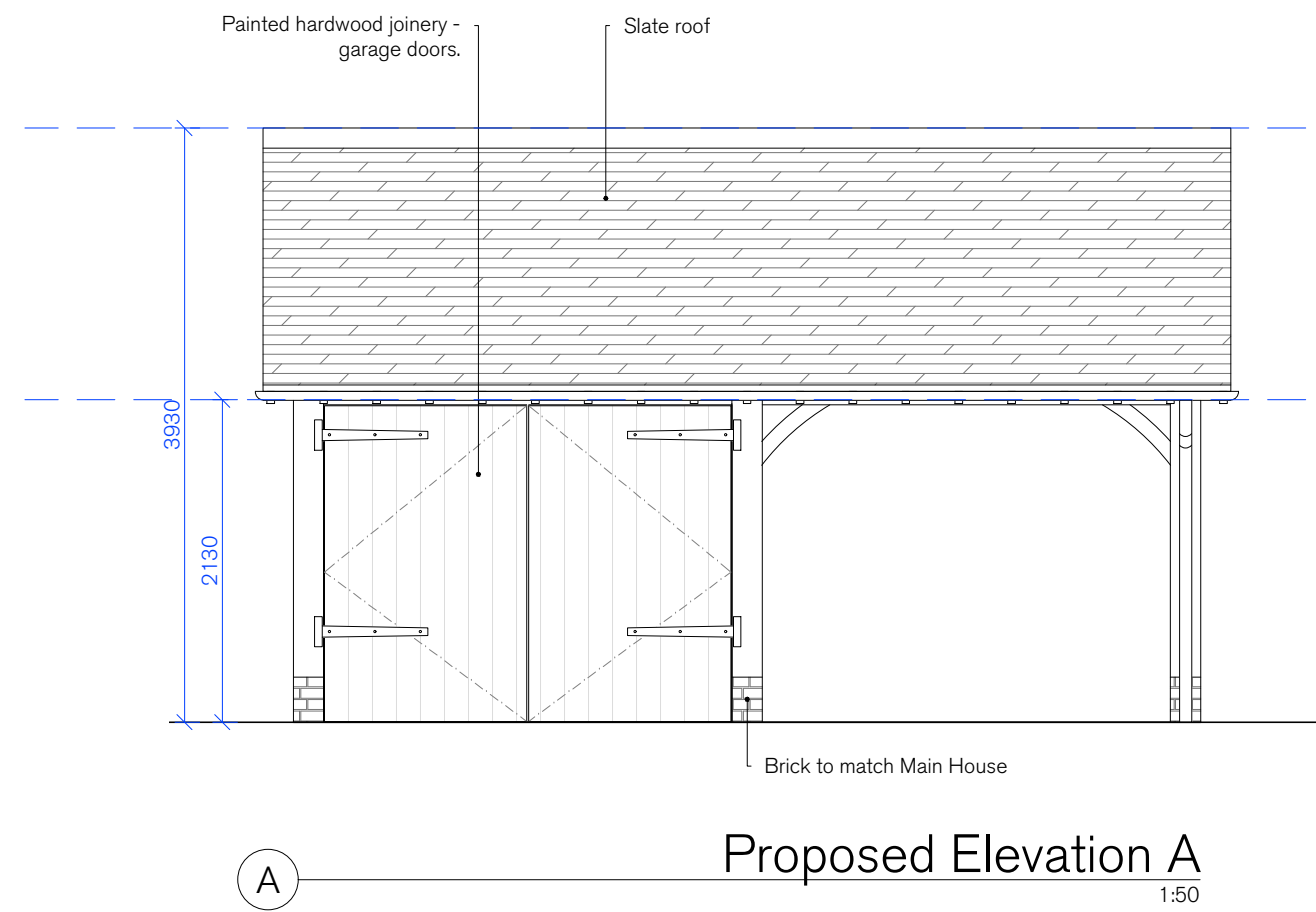 Painted hardwood joinery -
garage doors.
Slate roof
3930
2130
Brick to match Main House
A
Proposed Elevation A
1:50